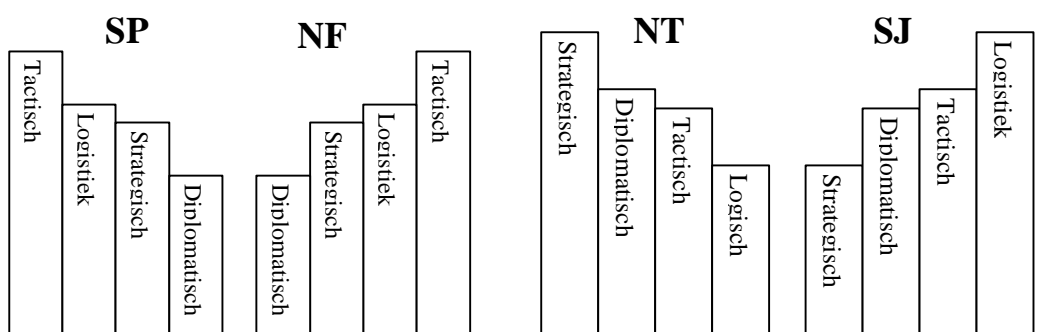 SP
NF
NT
SJ
Tactisch
Logistiek
Strategisch
Diplomatisch
Diplomatisch
Strategisch
Logistiek
Tactisch
Strategisch
Diplomatisch
Tactisch
Logisch
Strategisch
Diplomatisch
Tactisch
Logistiek